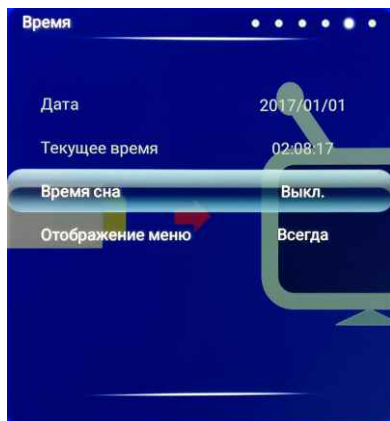 Время
Дата 2017/01/01
Текущее время 02:08:17
Время сна Выкл.
Отображение меню Всегда